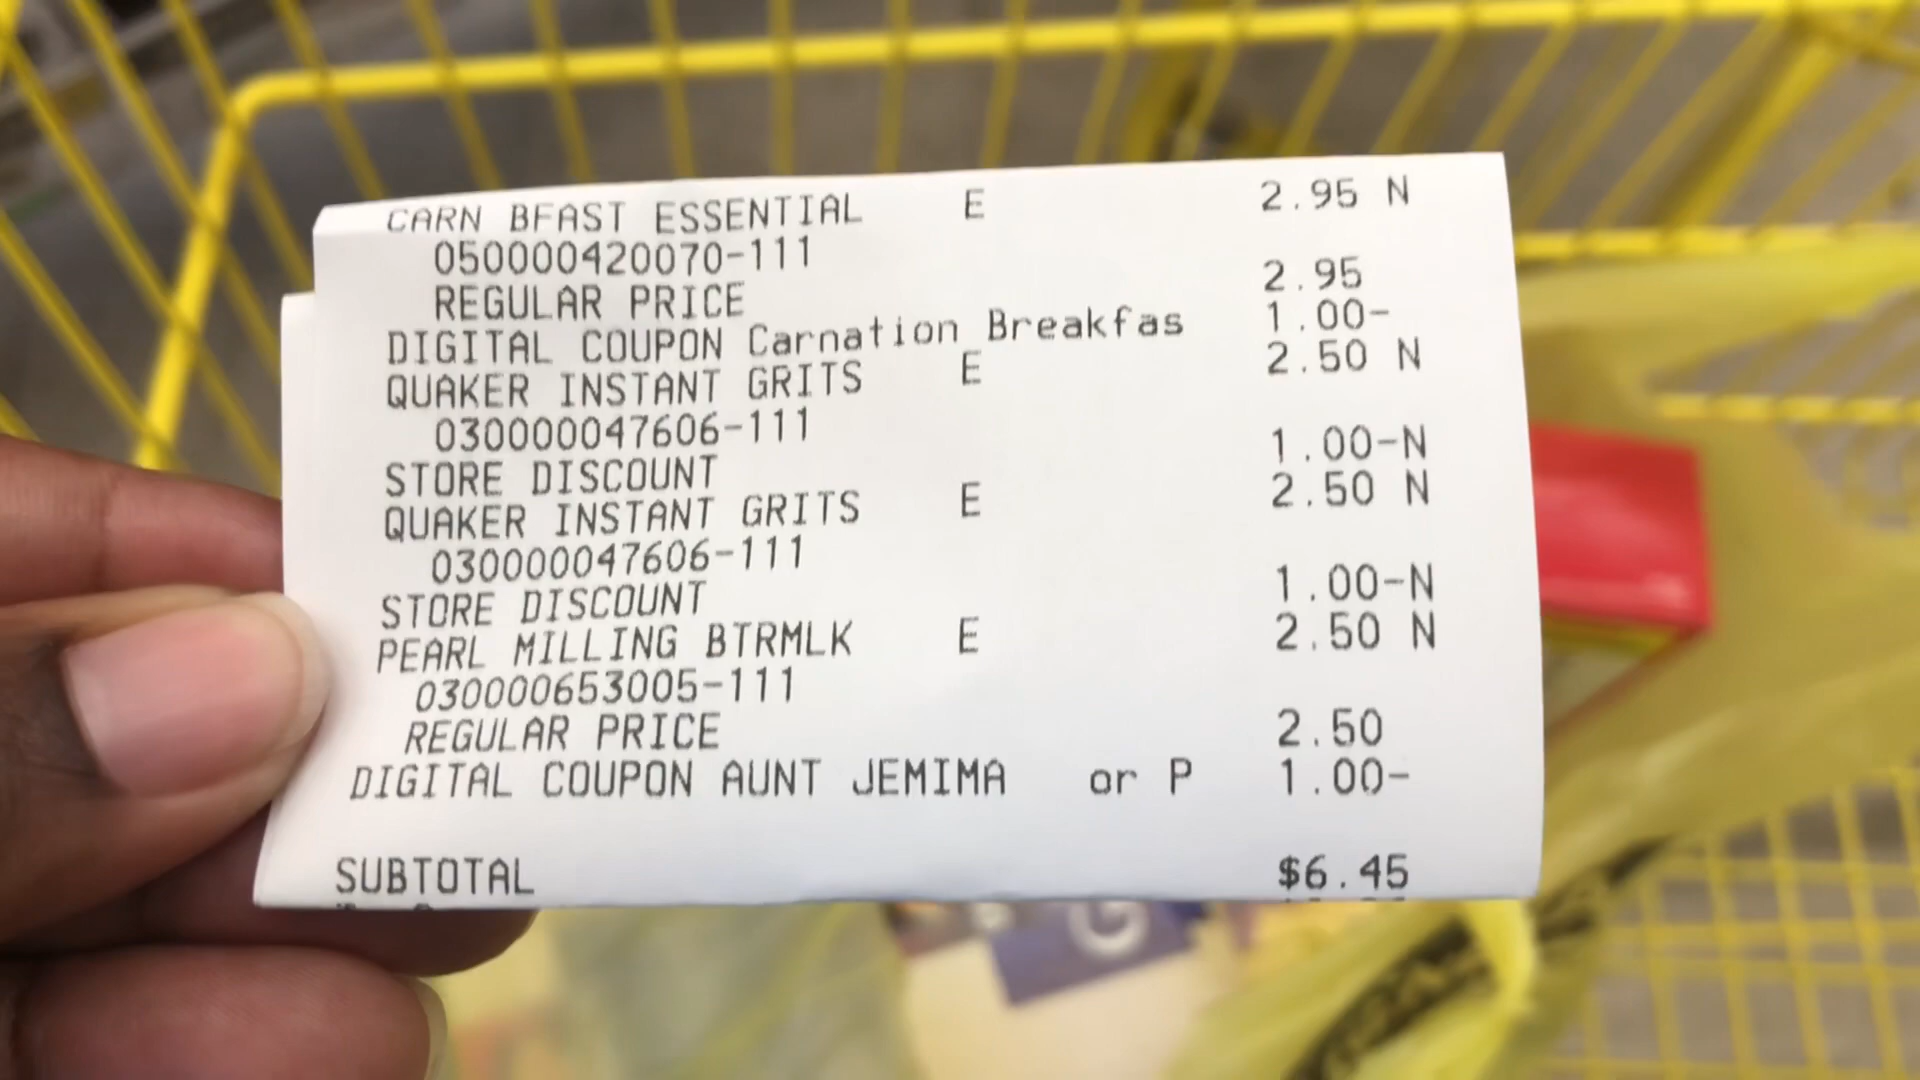 CARN BFAST ESSENTIAL E 2.95 N
050000420070-111
REGULAR PRICE 2.95
DIGITAL COUPON Carnation Breakfas 1.00-
QUAKER INSTANT GRITS E 2.50 N
030000047606-111
STORE DISCOUNT 1.00-N
QUAKER INSTANT GRITS E 2.50 N
030000047606-111
STORE DISCOUNT 1.00-N
PEARL MILLING BTRMLK E 2.50 N
030000653005-111
REGULAR PRICE 2.50
DIGITAL COUPON AUNT JEMIMA or P 1.00-
SUBTOTAL $6.45
G